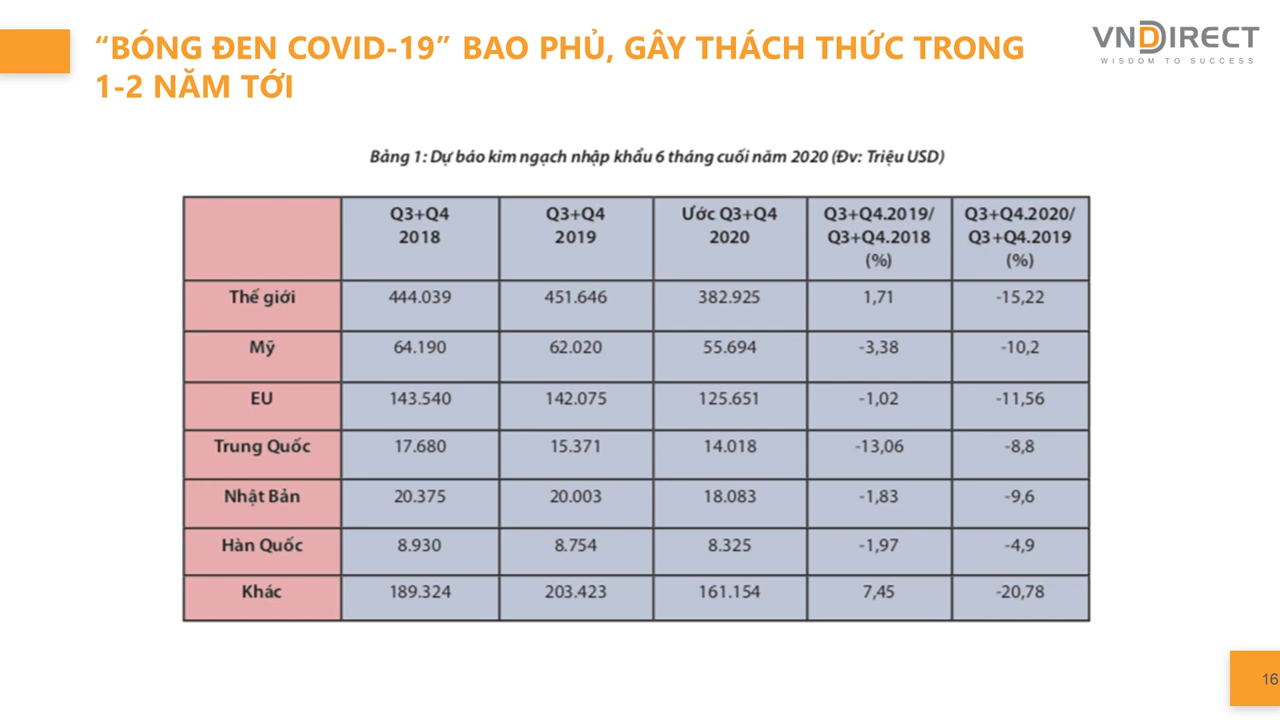 “BÓNG ĐEN COVID-19” BAO PHỦ, GÂY THÁCH THỨC TRONG
1-2 NĂM TỚI
VNDIRECT
WISDOM TO SUCCESS
Bảng 1: Dự báo kim ngạch nhập khẩu 6 tháng cuối năm 2020 (Đv: Triệu USD)
Q3+Q4 2018 Q3+Q4 2019 Ước Q3+Q4 2020 Q3+Q4.2019/ Q3+Q4.2018 (%) Q3+Q4.2020/ Q3+Q4.2019 (%)
Thế giới 444.039 451.646 382.925 1,71 -15,22
Mỹ 64.190 62.020 55.694 -3,38 -10,2
EU 143.540 142.075 125.651 -1,02 -11,56
Trung Quốc 17.680 15.371 14.018 -13,06 -8,8
Nhật Bản 20.375 20.003 18.083 -1,83 -9,6
Hàn Quốc 8.930 8.754 8.325 -1,97 -4,9
Khác 189.324 203.423 161.154 7,45 -20,78
16